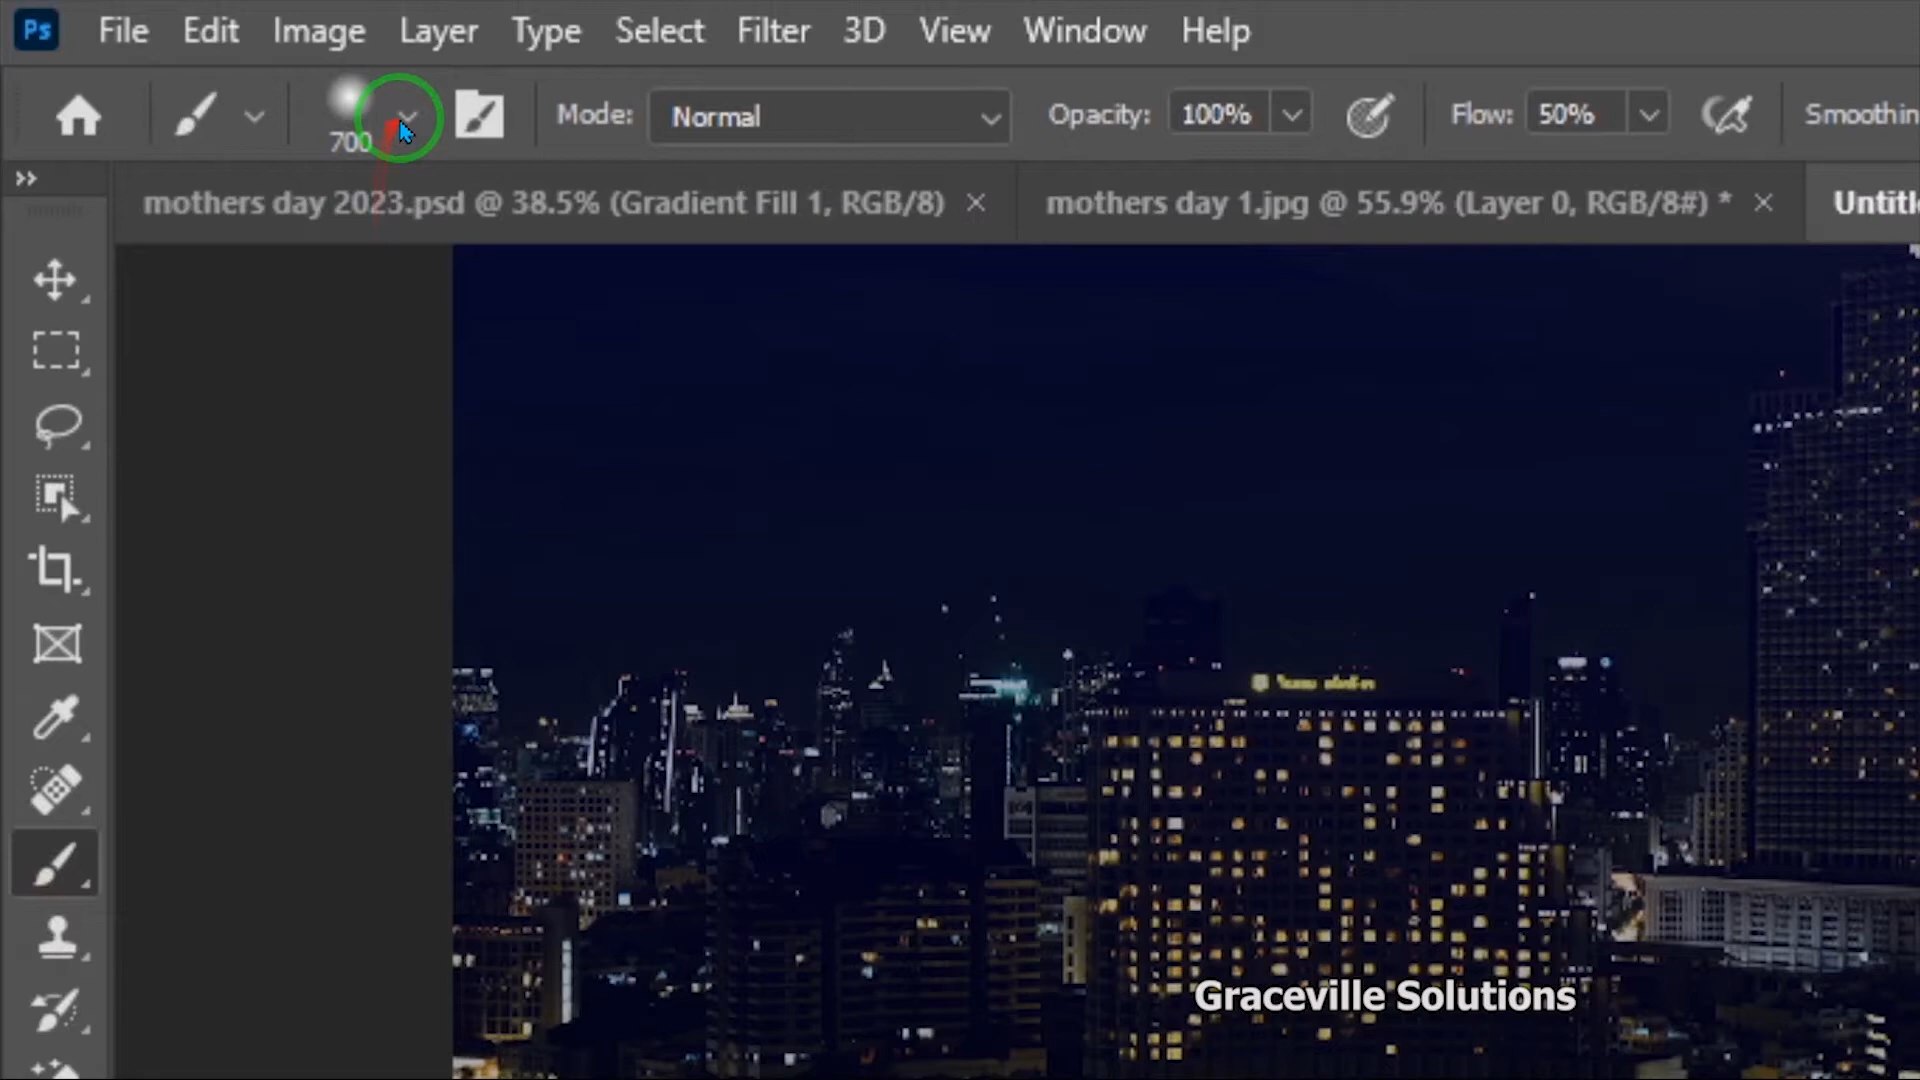 Ps File Edit Image Layer Type Select Filter 3D View Window Help
700 Mode: Normal Opacity: 100% Flow: 50% Smoothin
mothers day 2023.psd @ 38.5% (Gradient Fill 1, RGB/8) × mothers day 1.jpg @ 55.9% (Layer 0, RGB/8#) * × Untitl
Graceville Solutions